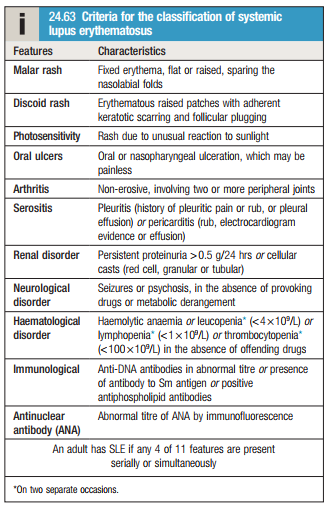 i
24.63 Criteria for the classification of systemic
lupus erythematosus
Features Characteristics
Malar rash Fixed erythema, flat or raised, sparing the
nasolabial folds
Discoid rash Erythematous raised patches with adherent
keratotic scarring and follicular plugging
Photosensitivity Rash due to unusual reaction to sunlight
Oral ulcers Oral or nasopharyngeal ulceration, which may be
painless
Arthritis Non-erosive, involving two or more peripheral joints
Serositis Pleuritis (history of pleuritic pain or rub, or pleural
effusion) or pericarditis (rub, electrocardiogram
evidence or effusion)
Renal disorder Persistent proteinuria >0.5 g/24 hrs or cellular
casts (red cell, granular or tubular)
Neurological Seizures or psychosis, in the absence of provoking
disorder drugs or metabolic derangement
Haematological Haemolytic anaemia or leucopenia* (<4×10⁹/L) or
disorder lymphopenia* (<1×10⁹/L) or thrombocytopenia*
(<100×10⁹/L) in the absence of offending drugs
Immunological Anti-DNA antibodies in abnormal titre or presence
of antibody to Sm antigen or positive
antiphospholipid antibodies
Antinuclear Abnormal titre of ANA by immunofluorescence
antibody (ANA)
An adult has SLE if any 4 of 11 features are present
serially or simultaneously
*On two separate occasions.